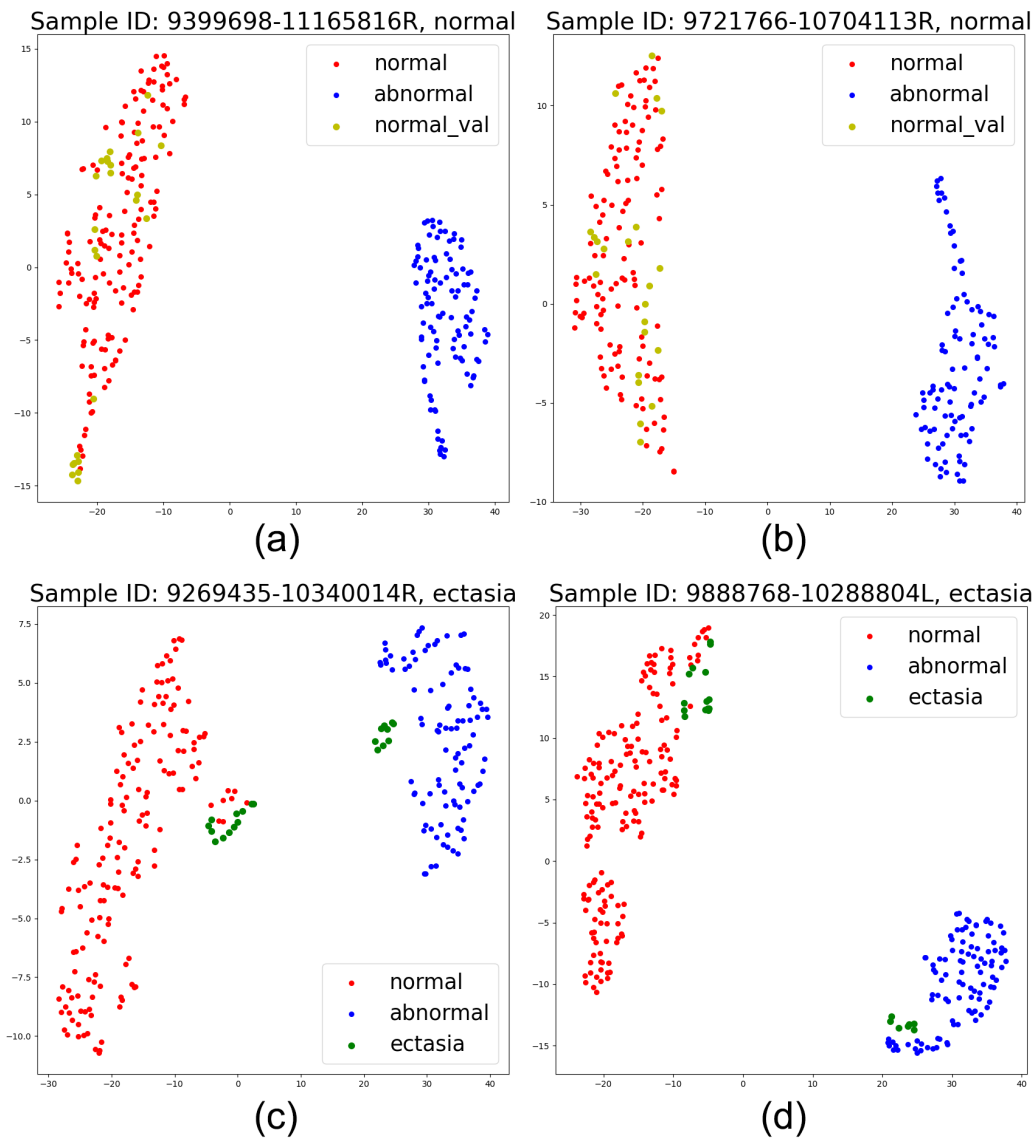 Sample ID: 9399698-11165816R, normal
normal
abnormal
normal_val
15
10
5
0
−5
−10
−15
−20 −10 0 10 20 30 40
(a)
Sample ID: 9721766-10704113R, normal
normal
abnormal
normal_val
10
5
0
−5
−10
−30 −20 −10 0 10 20 30 40
(b)
Sample ID: 9269435-10340014R, ectasia
7.5
5.0
2.5
0.0
−2.5
−5.0
−7.5
−10.0
normal
abnormal
ectasia
−30 −20 −10 0 10 20 30 40
(c)
Sample ID: 9888768-10288804L, ectasia
normal
abnormal
ectasia
20
15
10
5
0
−5
−10
−15
−20 −10 0 10 20 30 40
(d)